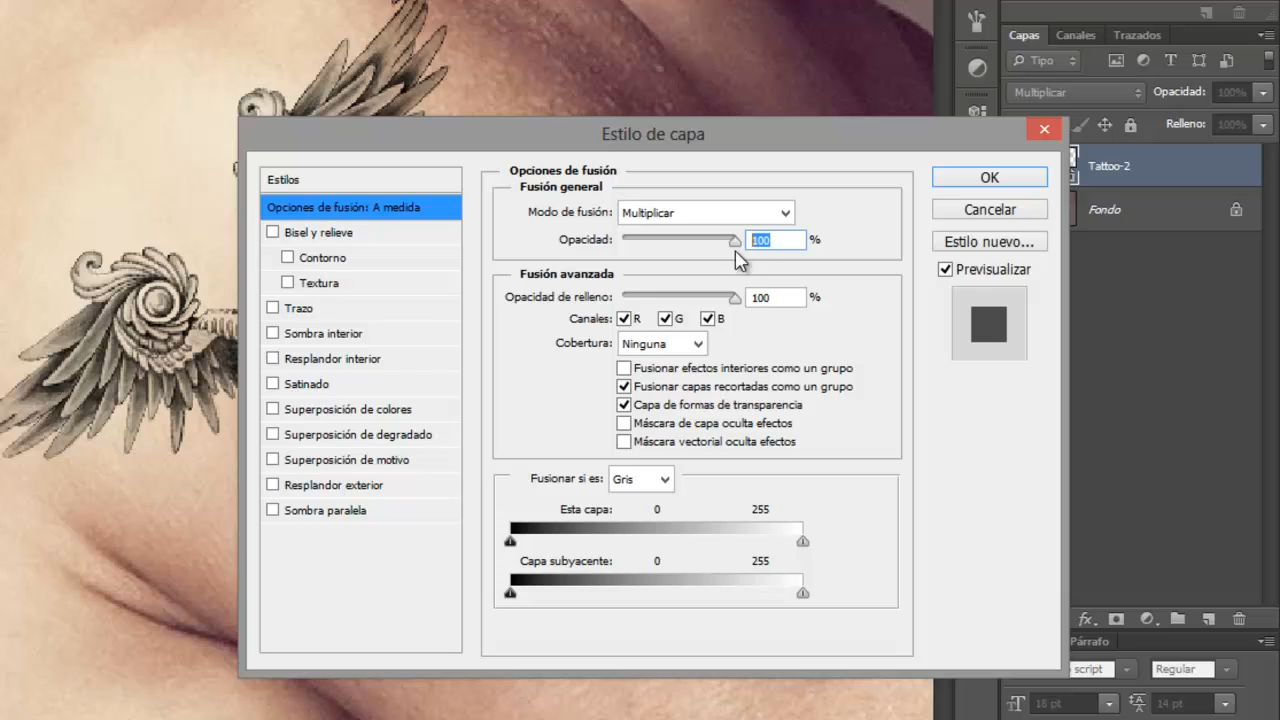 Capas Canales Trazados
Tipo
Multiplicar Opacidad: 100%
Relleno: 100%
Tattoo-2
Fondo
Estilo de capa
Estilos
Opciones de fusión: A medida
Bisel y relieve
Contorno
Textura
Trazo
Sombra interior
Resplandor interior
Satinado
Superposición de colores
Superposición de degradado
Superposición de motivo
Resplandor exterior
Sombra paralela
Opciones de fusión
Fusión general
Modo de fusión: Multiplicar
Opacidad: 100 %
Fusión avanzada
Opacidad de relleno: 100 %
Canales: R G B
Cobertura: Ninguna
Fusionar efectos interiores como un grupo
Fusionar capas recortadas como un grupo
Capa de formas de transparencia
Máscara de capa oculta efectos
Máscara vectorial oculta efectos
Fusionar si es: Gris
Esta capa: 0 255
Capa subyacente: 0 255
OK
Cancelar
Estilo nuevo...
Previsualizar
fx
Párrafo
script Regular
18 pt 14 pt